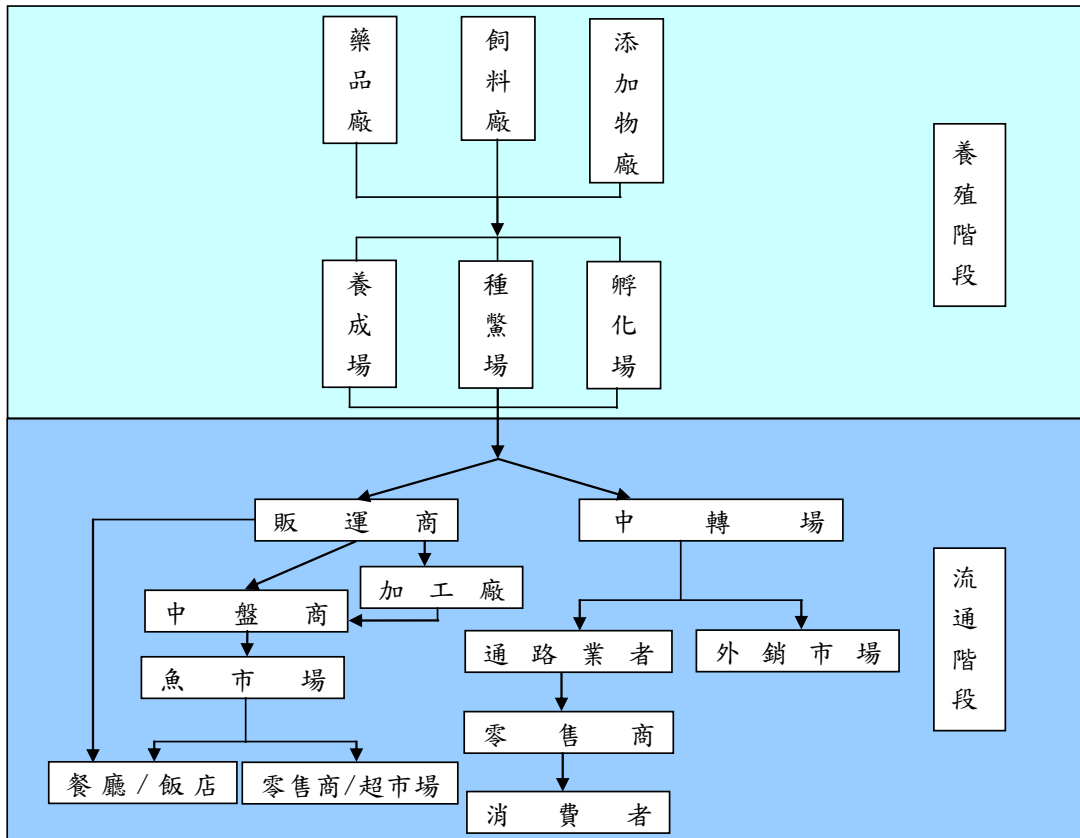 藥品廠
飼料廠
添加物廠
養殖階段
養成場
種鱉場
孵化場
販運商
中轉場
加工廠
中盤商
流通階段
通路業者
外銷市場
魚市場
零售商
餐廳/飯店
零售商/超市場
消費者